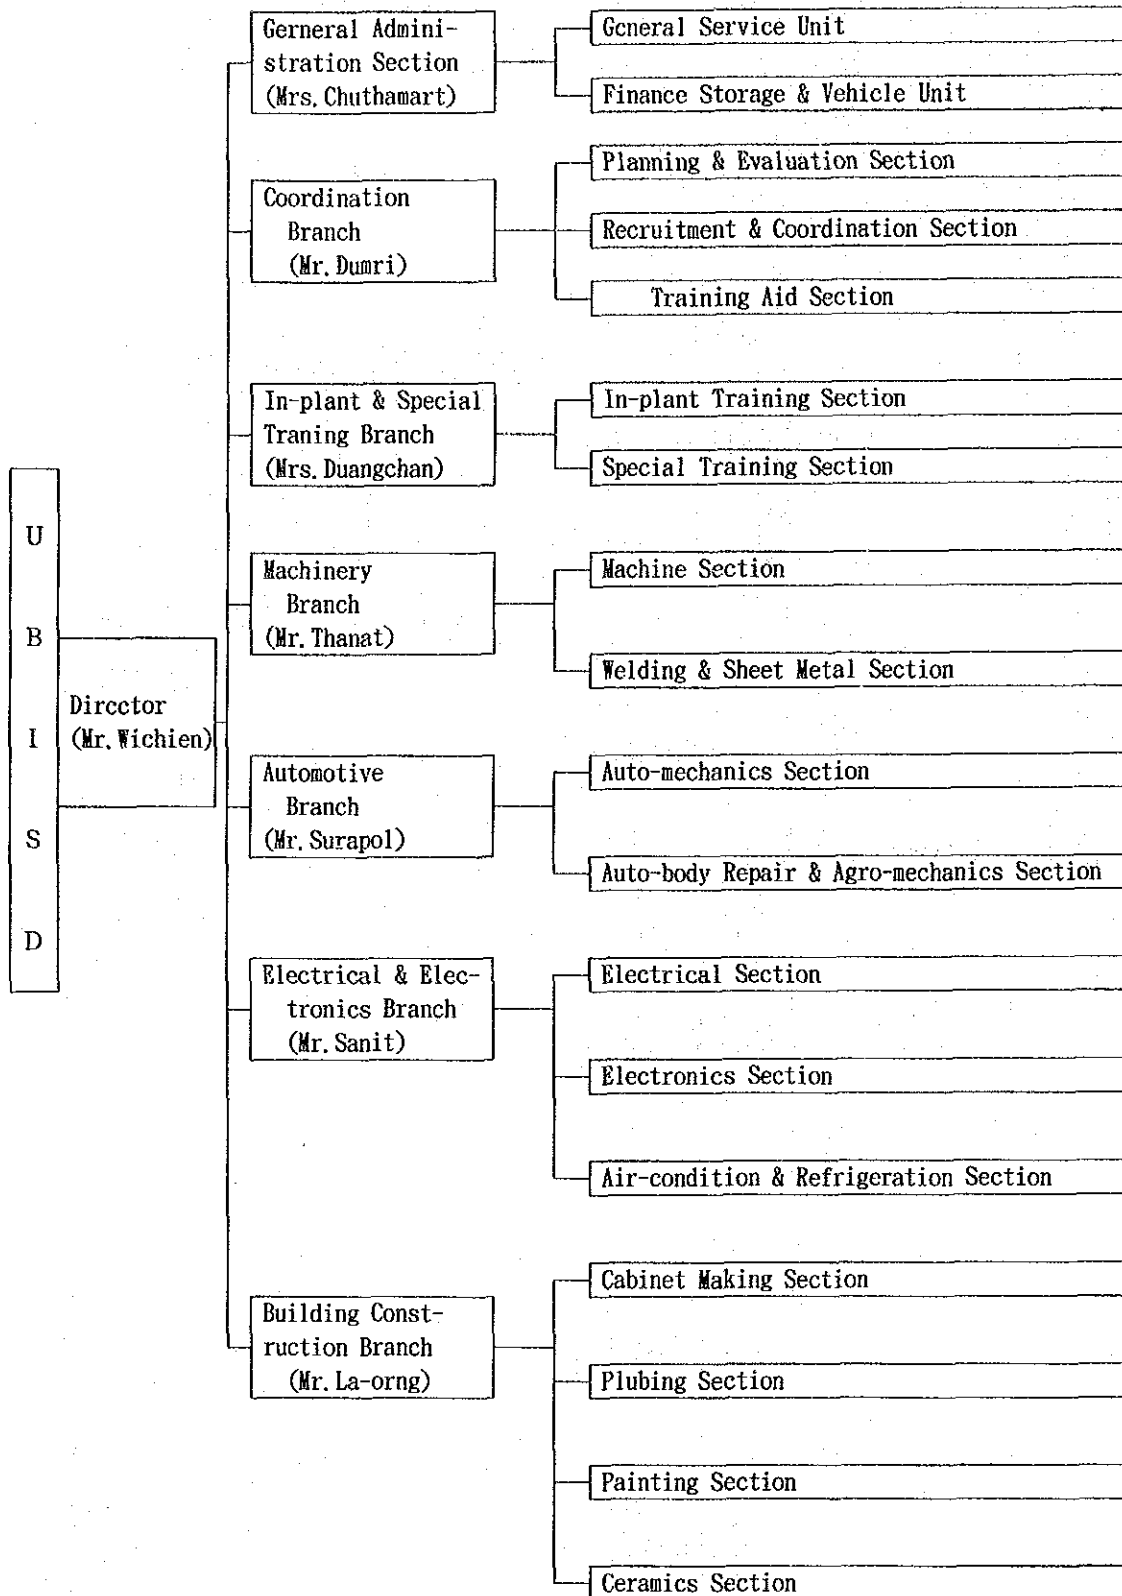 U
B
I
S
D
Director
(Mr. Wichien)
Gerneral Admini-
stration Section
(Mrs. Chuthamart)
General Service Unit
Finance Storage & Vehicle Unit
Coordination
Branch
(Mr. Dumri)
Planning & Evaluation Section
Recruitment & Coordination Section
Training Aid Section
In-plant & Special
Traning Branch
(Mrs. Duangchan)
In-plant Training Section
Special Training Section
Machinery
Branch
(Mr. Thanat)
Machine Section
Welding & Sheet Metal Section
Automotive
Branch
(Mr. Surapol)
Auto-mechanics Section
Auto-body Repair & Agro-mechanics Section
Electrical & Elec-
tronics Branch
(Mr. Sanit)
Electrical Section
Electronics Section
Air-condition & Refrigeration Section
Building Const-
ruction Branch
(Mr. La-orng)
Cabinet Making Section
Plubing Section
Painting Section
Ceramics Section